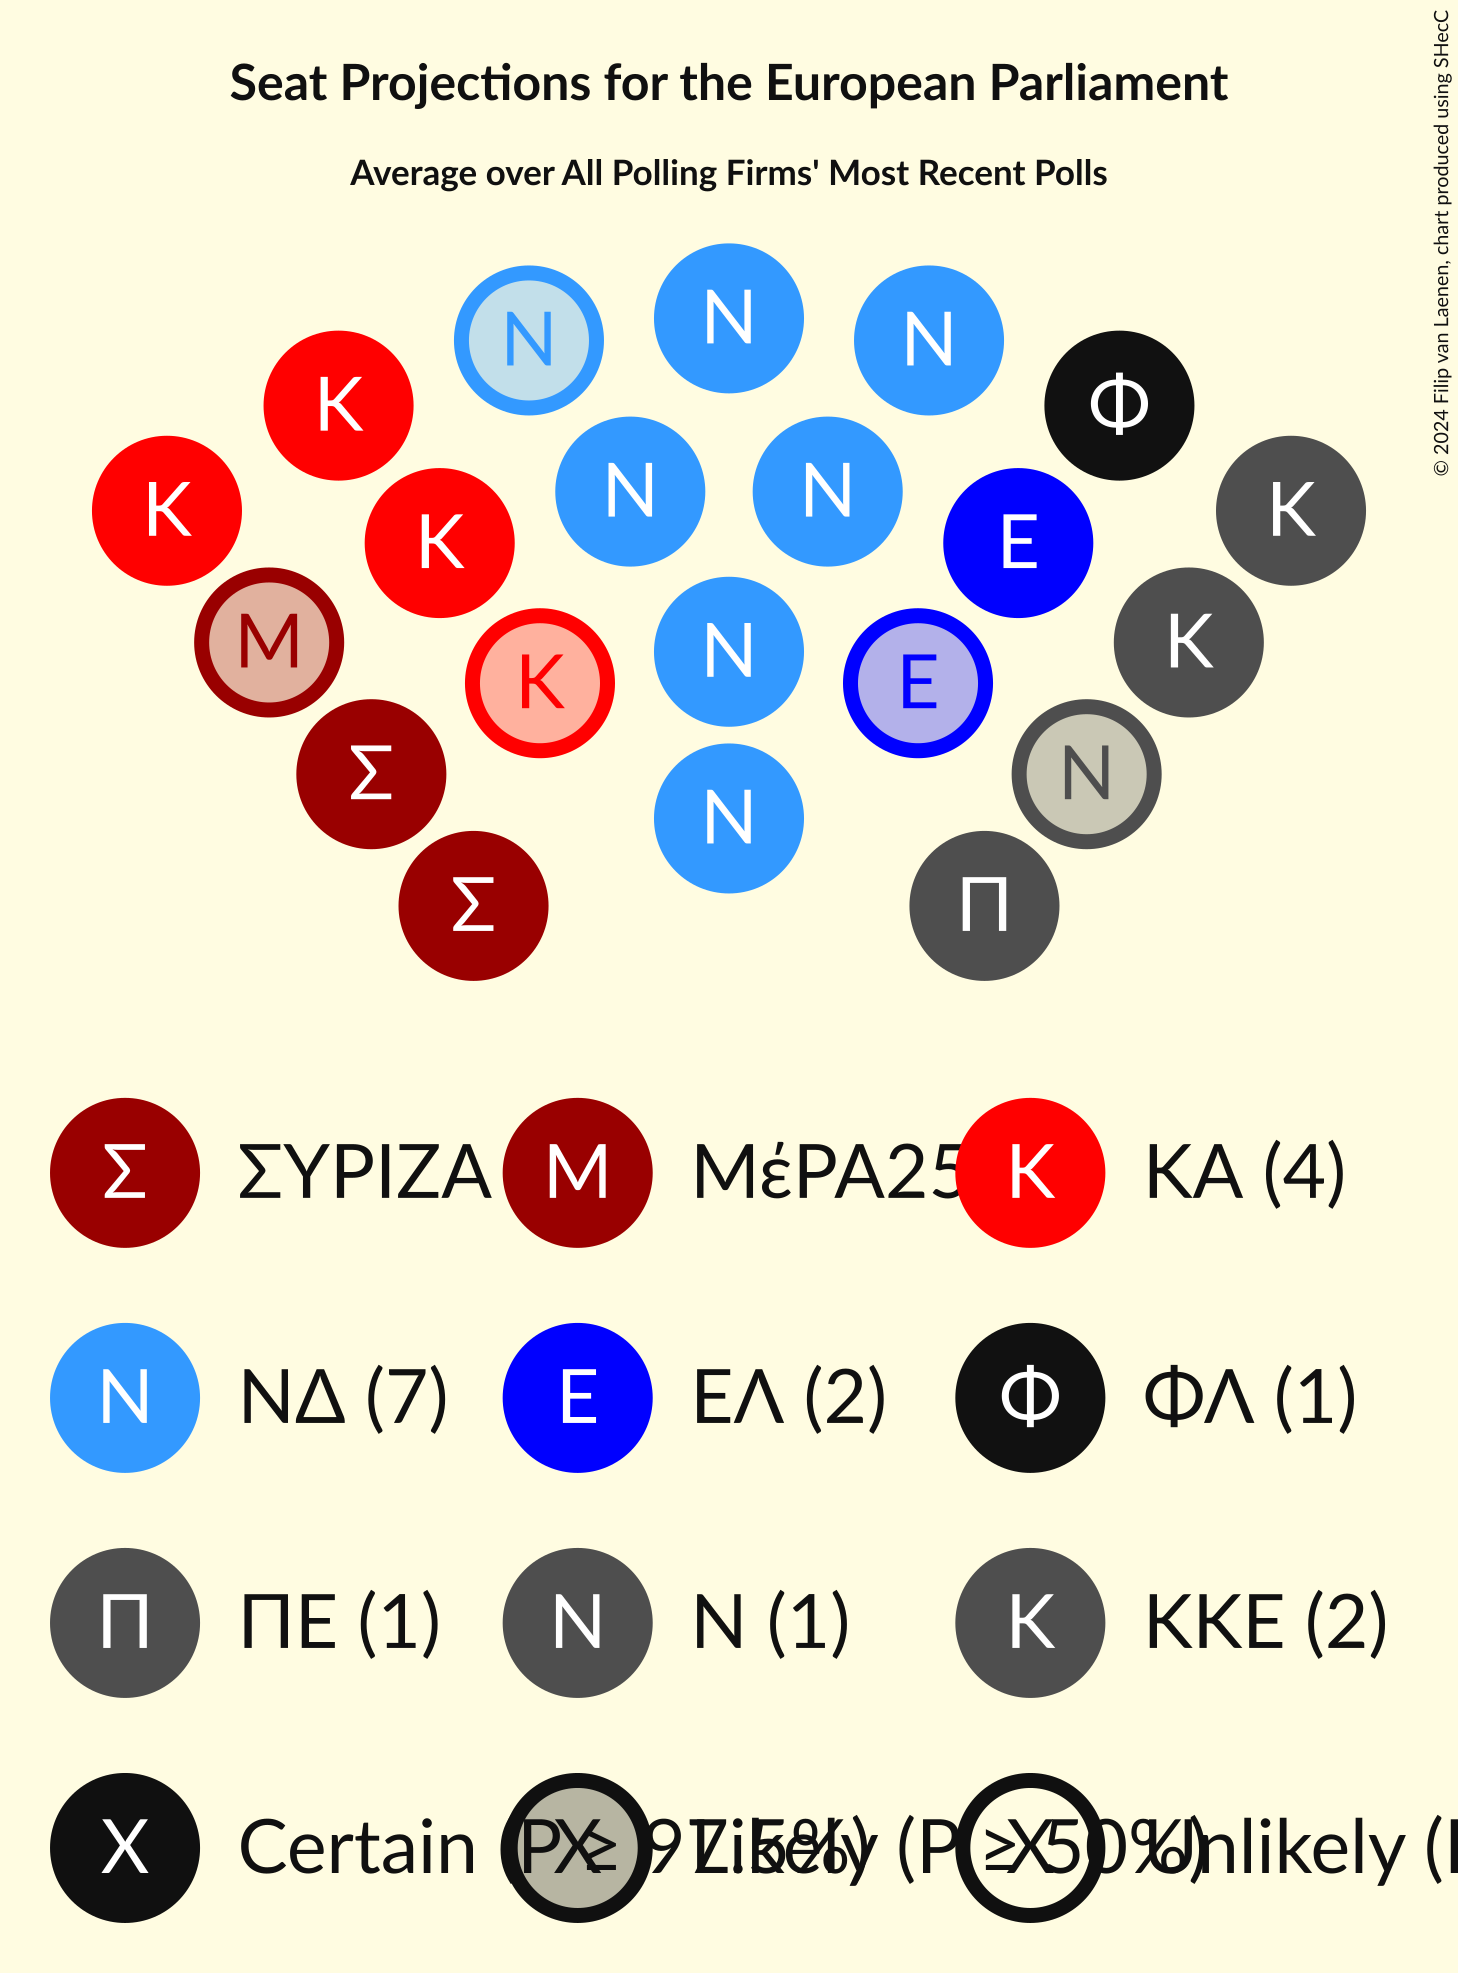 Seat Projections for the European Parliament
Average over All Polling Firms' Most Recent Polls
© 2024 Filip van Laenen, chart produced using SHecC
Ν Ν Ν
Κ Φ
Κ Κ Ν Ν Ε Κ
Μ Κ Ν Ε Κ
Σ Ν Ν
Σ Π
Σ ΣΥΡΙΖΑ Μ ΜέΡΑ25 Κ ΚΑ (4)
Ν ΝΔ (7) Ε ΕΛ (2) Φ ΦΛ (1)
Π ΠΕ (1) Ν Ν (1) Κ ΚΚΕ (2)
X Certain (P ≥ 97.5%) X Likely (P ≥ 50%) X Unlikely (